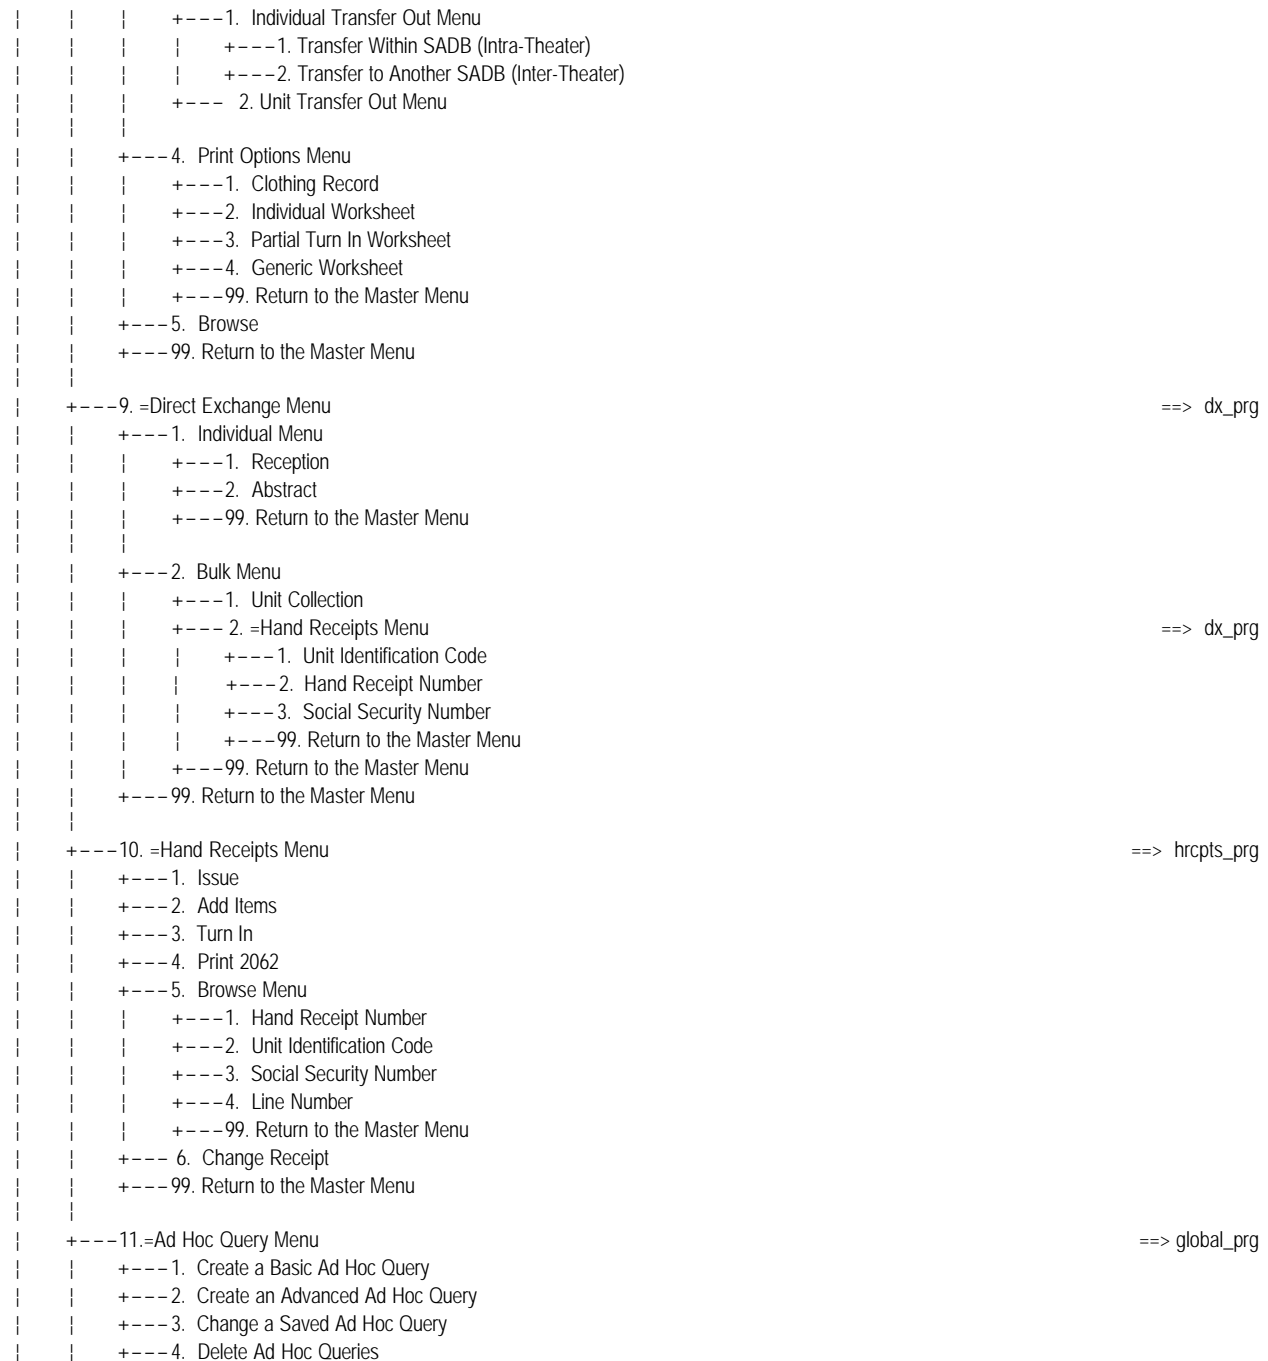 ¦ ¦ ¦ +---1. Individual Transfer Out Menu
¦ ¦ ¦ ¦ +---1. Transfer Within SADB (Intra-Theater)
¦ ¦ ¦ ¦ +---2. Transfer to Another SADB (Inter-Theater)
¦ ¦ ¦ +--- 2. Unit Transfer Out Menu
¦ ¦ ¦
¦ ¦ +---4. Print Options Menu
¦ ¦ ¦ +---1. Clothing Record
¦ ¦ ¦ +---2. Individual Worksheet
¦ ¦ ¦ +---3. Partial Turn In Worksheet
¦ ¦ ¦ +---4. Generic Worksheet
¦ ¦ ¦ +---99. Return to the Master Menu
¦ ¦ +---5. Browse
¦ ¦ +---99. Return to the Master Menu
¦ ¦
¦ +---9. =Direct Exchange Menu ==> dx_prg
¦ ¦ +---1. Individual Menu
¦ ¦ ¦ +---1. Reception
¦ ¦ ¦ +---2. Abstract
¦ ¦ ¦ +---99. Return to the Master Menu
¦ ¦ ¦
¦ ¦ +---2. Bulk Menu
¦ ¦ ¦ +---1. Unit Collection
¦ ¦ ¦ +--- 2. =Hand Receipts Menu ==> dx_prg
¦ ¦ ¦ ¦ +---1. Unit Identification Code
¦ ¦ ¦ ¦ +---2. Hand Receipt Number
¦ ¦ ¦ ¦ +---3. Social Security Number
¦ ¦ ¦ ¦ +---99. Return to the Master Menu
¦ ¦ ¦ +---99. Return to the Master Menu
¦ ¦ +---99. Return to the Master Menu
¦ ¦
¦ +---10. =Hand Receipts Menu ==> hrcpts_prg
¦ ¦ +---1. Issue
¦ ¦ +---2. Add Items
¦ ¦ +---3. Turn In
¦ ¦ +---4. Print 2062
¦ ¦ +---5. Browse Menu
¦ ¦ ¦ +---1. Hand Receipt Number
¦ ¦ ¦ +---2. Unit Identification Code
¦ ¦ ¦ +---3. Social Security Number
¦ ¦ ¦ +---4. Line Number
¦ ¦ ¦ +---99. Return to the Master Menu
¦ ¦ +--- 6. Change Receipt
¦ ¦ +---99. Return to the Master Menu
¦ ¦
¦ +---11.=Ad Hoc Query Menu ==> global_prg
¦ ¦ +---1. Create a Basic Ad Hoc Query
¦ ¦ +---2. Create an Advanced Ad Hoc Query
¦ ¦ +---3. Change a Saved Ad Hoc Query
¦ ¦ +---4. Delete Ad Hoc Queries